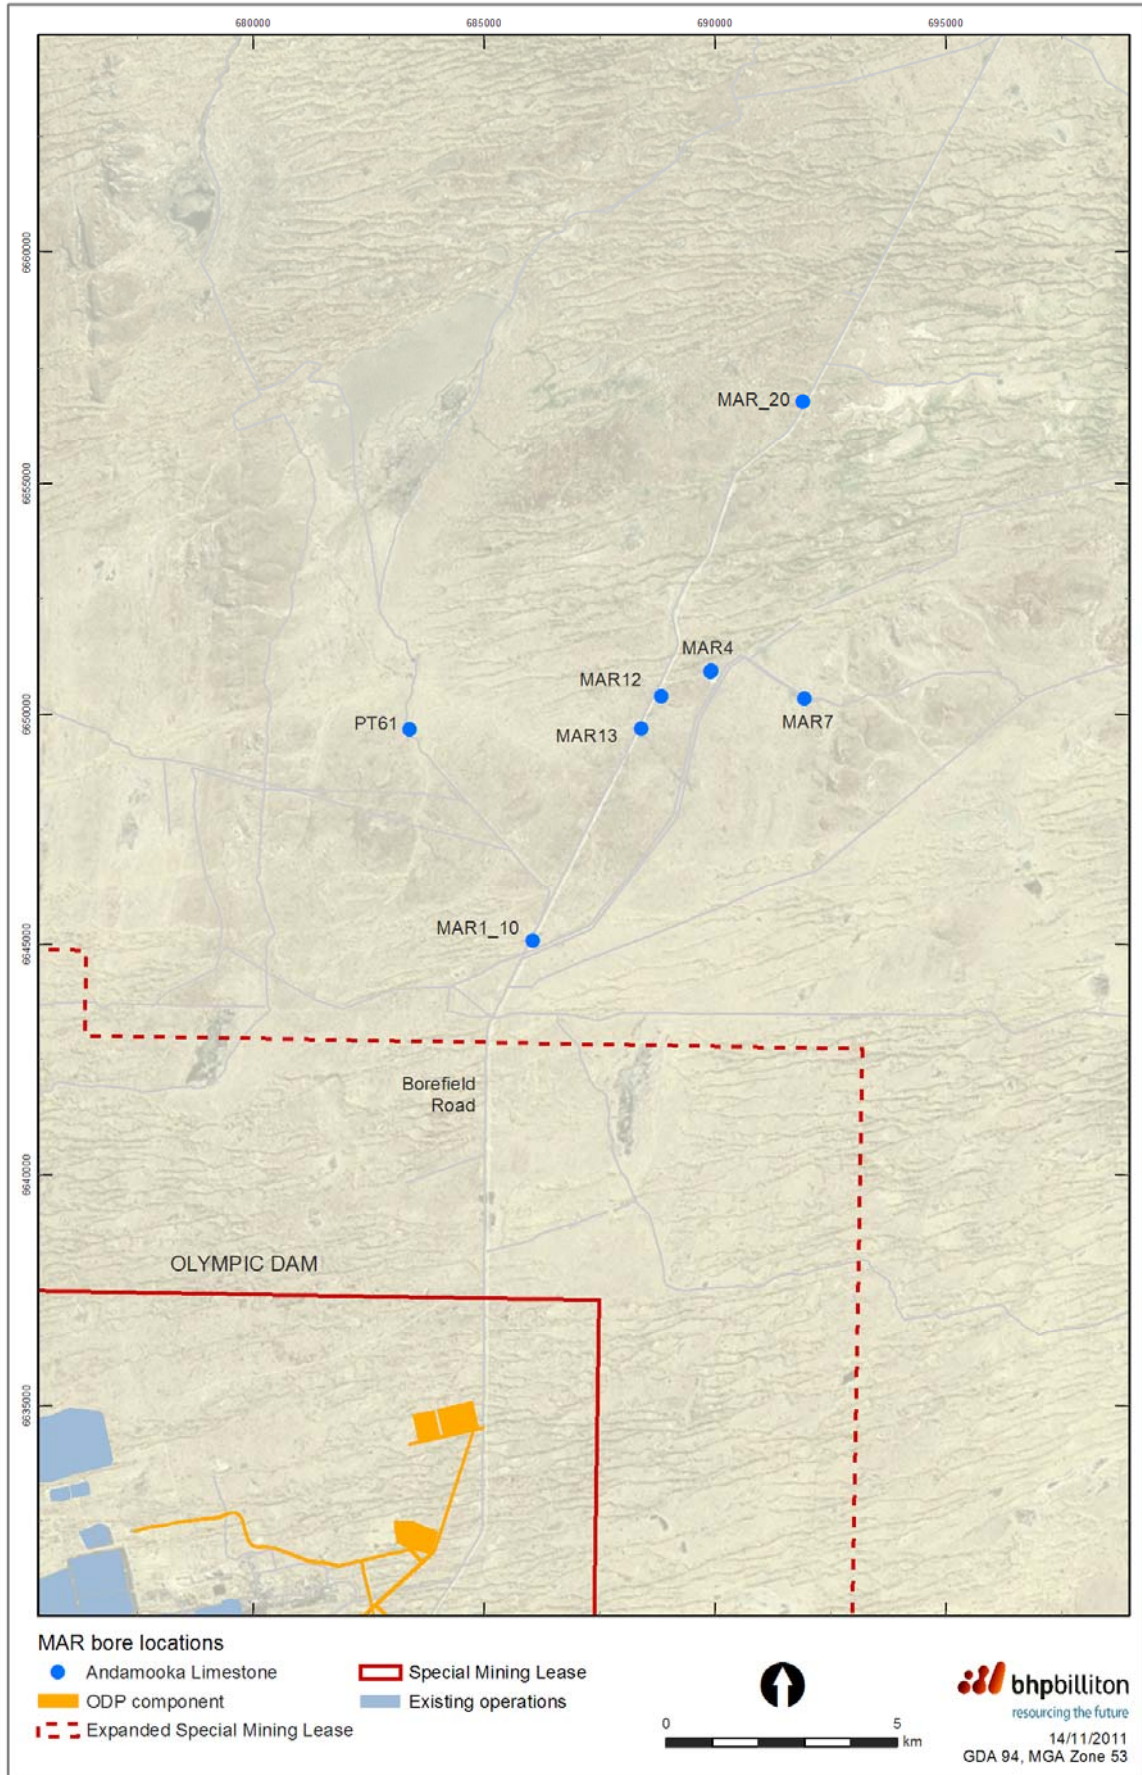 680000
685000
690000
695000
6660000
6655000
6650000
6645000
6640000
6635000
MAR_20
MAR4
MAR12
MAR7
PT61
MAR13
MAR1_10
Borefield
Road
OLYMPIC DAM
MAR bore locations
Andamooka Limestone
ODP component
Expanded Special Mining Lease
Special Mining Lease
Existing operations
0 5
km
bhpbilliton
resourcing the future
14/11/2011
GDA 94, MGA Zone 53